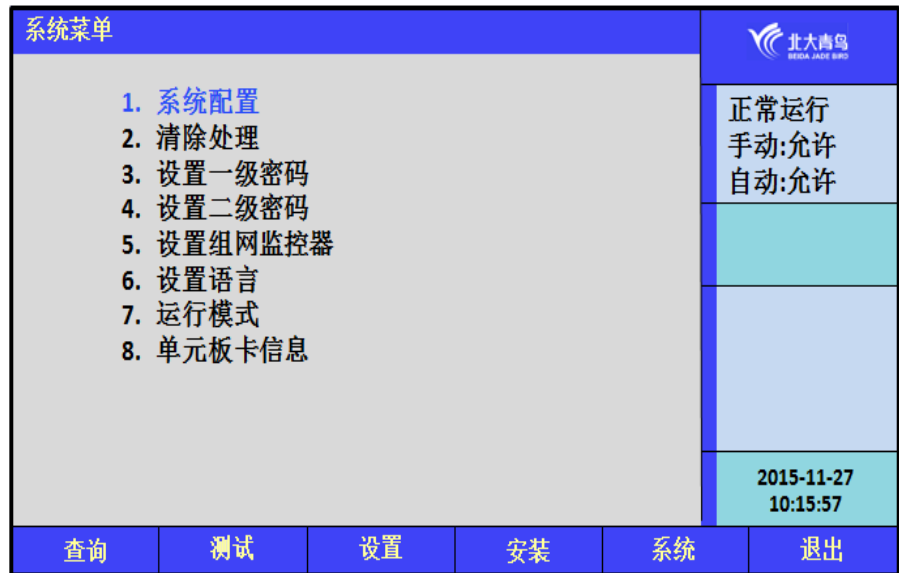 系统菜单
北大青鸟
BEIDA JADE BIRD
1. 系统配置
2. 清除处理
3. 设置一级密码
4. 设置二级密码
5. 设置组网监控器
6. 设置语言
7. 运行模式
8. 单元板卡信息
正常运行
手动:允许
自动:允许
2015-11-27
10:15:57
查询 测试 设置 安装 系统 退出